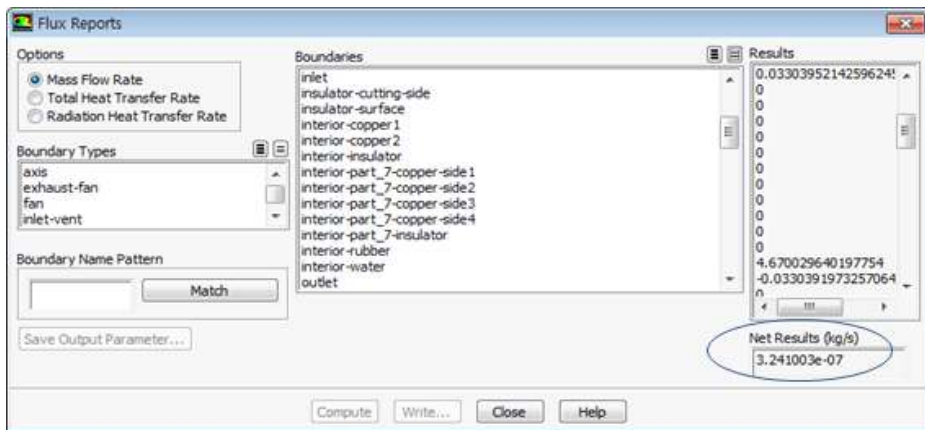 Flux Reports
Options
Mass Flow Rate
Total Heat Transfer Rate
Radiation Heat Transfer Rate
Boundary Types
axis
exhaust-fan
fan
inlet-vent
Boundary Name Pattern
Match
Save Output Parameter...
Boundaries
inlet
insulator-cutting-side
insulator-surface
interior-copper1
interior-copper2
interior-insulator
interior-part_7-copper-side1
interior-part_7-copper-side2
interior-part_7-copper-side3
interior-part_7-copper-side4
interior-part_7-insulator
interior-rubber
interior-water
outlet
Results
0.03303952142596245
0
0
0
0
0
0
0
0
0
0
0
4.670029640197754
-0.0330391973257064
0
Net Results (kg/s)
3.241003e-07
Compute
Write...
Close
Help